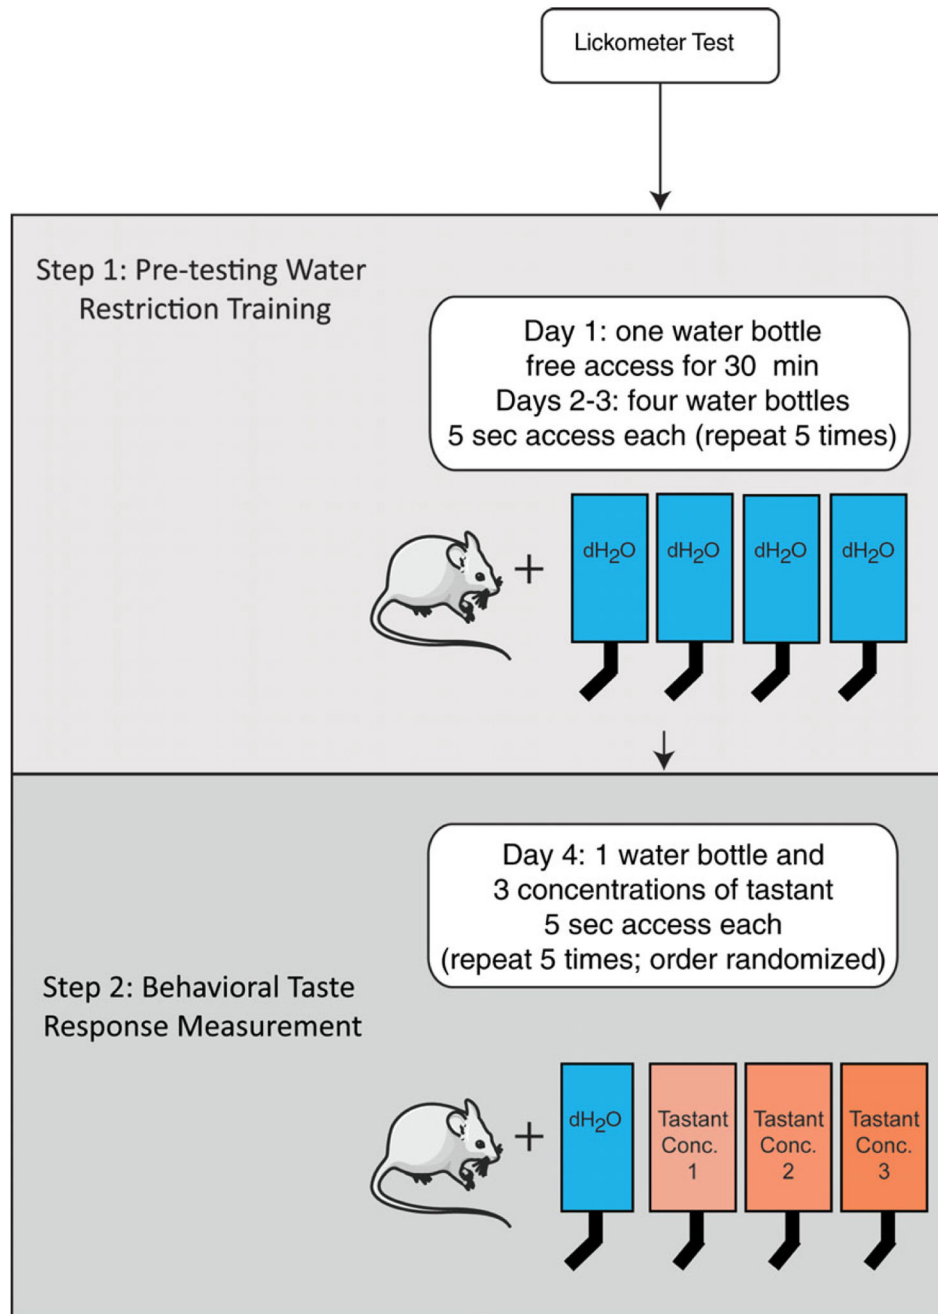 Lickometer Test
Step 1: Pre-testing Water
Restriction Training
Day 1: one water bottle
free access for 30 min
Days 2-3: four water bottles
5 sec access each (repeat 5 times)
dH₂O
dH₂O
dH₂O
dH₂O
+
Day 4: 1 water bottle and
3 concentrations of tastant
5 sec access each
(repeat 5 times; order randomized)
Step 2: Behavioral Taste
Response Measurement
+
dH₂O
Tastant
Conc.
1
Tastant
Conc.
2
Tastant
Conc.
3